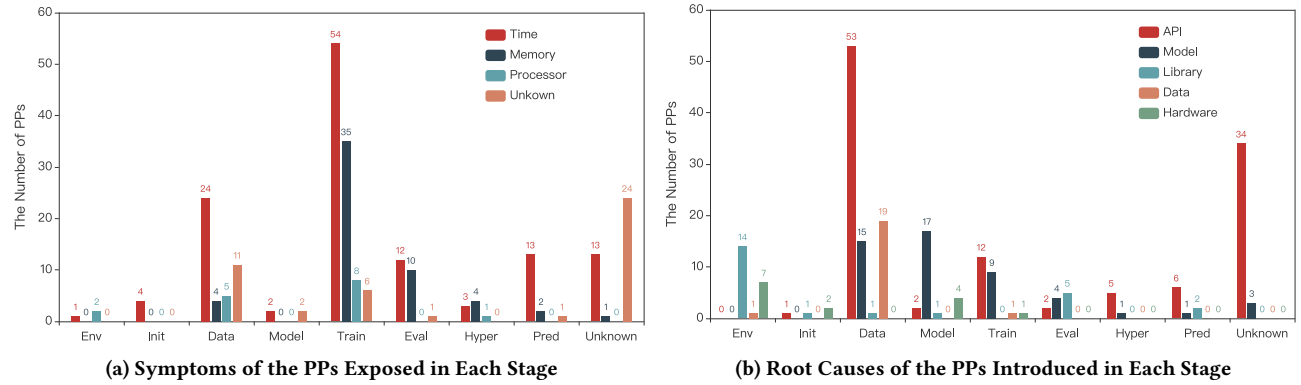 60
50
40
30
20
10
0
The Number of PPs
Time
Memory
Processor
Unkown
1 0 2 0
4 0 0 0
24 4 5 11
2 0 0 2
54 35 8 6
12 10 0 1
3 4 1 0
13 2 0 1
13 1 0 24
Env Init Data Model Train Eval Hyper Pred Unknown
(a) Symptoms of the PPs Exposed in Each Stage
60
50
40
30
20
10
0
The Number of PPs
API
Model
Library
Data
Hardware
0 0 14 1 7
1 0 1 0 2
53 15 1 19 0
2 17 1 0 4
12 9 0 1 1
2 4 5 0 0
5 1 0 0 0
6 1 2 0 0
34 3 0 0 0
Env Init Data Model Train Eval Hyper Pred Unknown
(b) Root Causes of the PPs Introduced in Each Stage